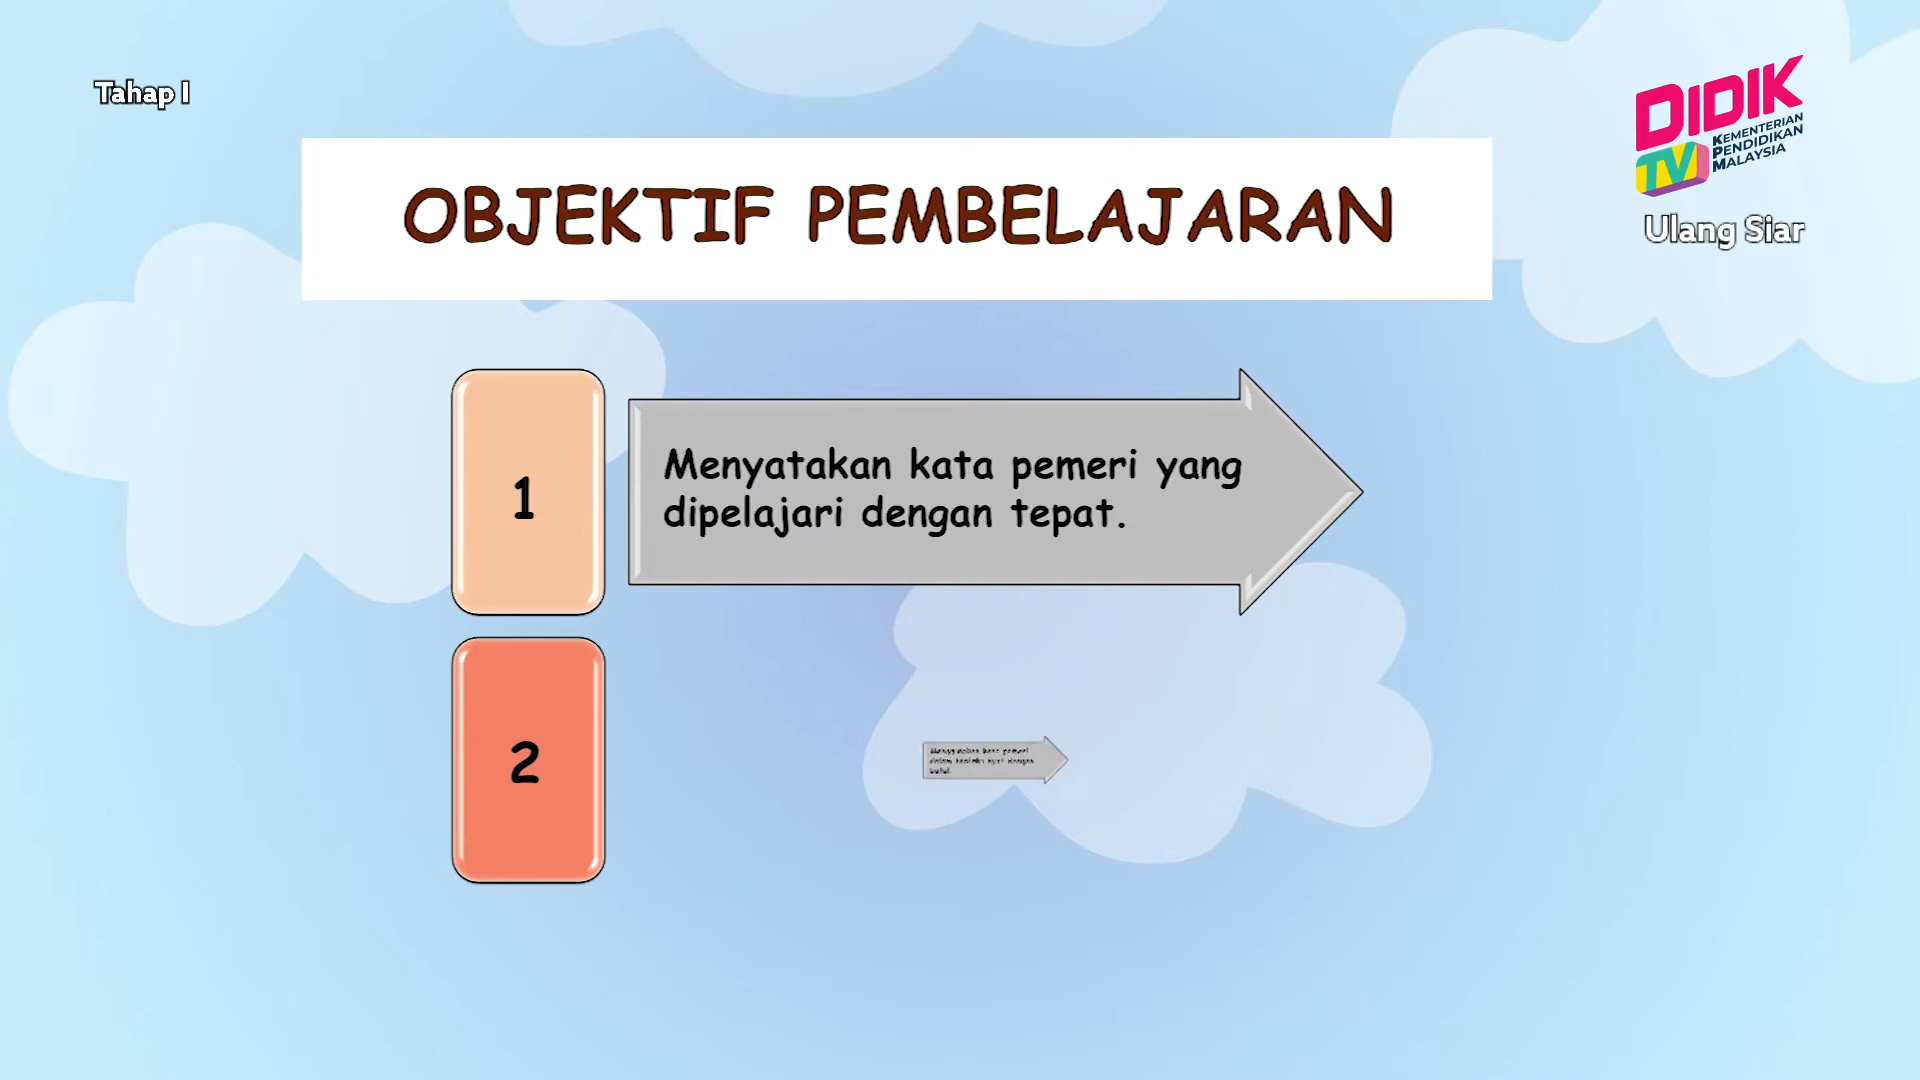 Tahap I
DIDIK
TV
KEMENTERIAN
PENDIDIKAN
MALAYSIA
Ulang Siar
OBJEKTIF PEMBELAJARAN
1
Menyatakan kata pemeri yang
dipelajari dengan tepat.
2